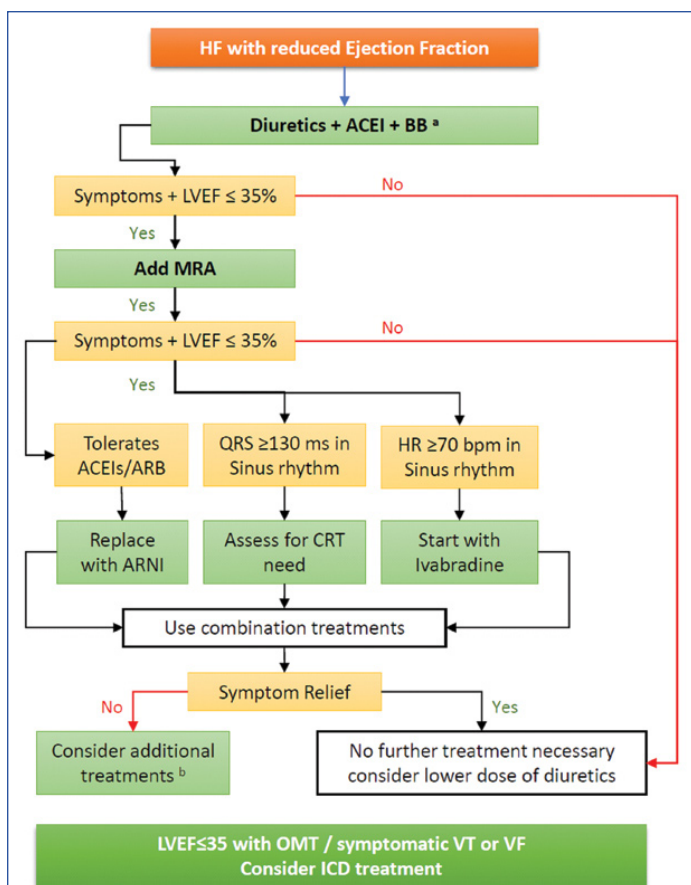 HF with reduced Ejection Fraction
Diuretics + ACEI + BB ᵃ
Symptoms + LVEF ≤ 35%
No
Yes
Add MRA
Yes
Symptoms + LVEF ≤ 35%
No
Yes
Tolerates
ACEIs/ARB
QRS ≥130 ms in
Sinus rhythm
HR ≥70 bpm in
Sinus rhythm
Replace
with ARNI
Assess for CRT
need
Start with
Ivabradine
Use combination treatments
Symptom Relief
No
Yes
Consider additional
treatments ᵇ
No further treatment necessary
consider lower dose of diuretics
LVEF≤35 with OMT / symptomatic VT or VF
Consider ICD treatment